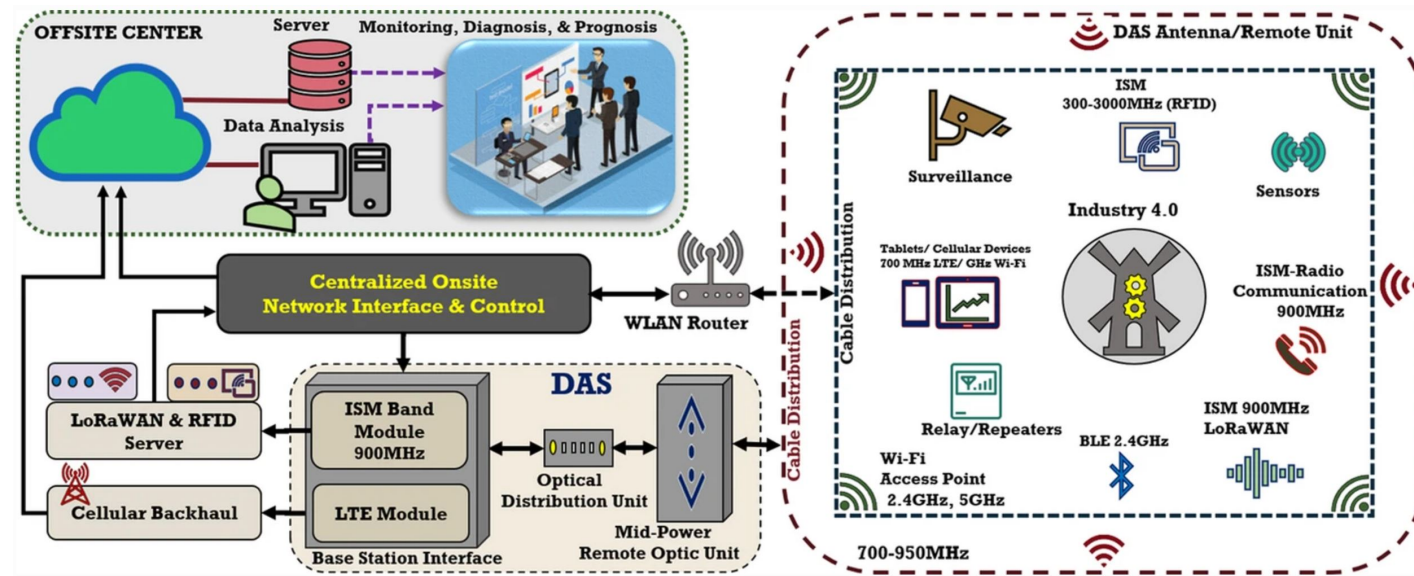 OFFSITE CENTER
Server
Monitoring, Diagnosis, & Prognosis
Data Analysis
Centralized Onsite
Network Interface & Control
WLAN Router
LoRaWAN & RFID
Server
Cellular Backhaul
DAS
ISM Band
Module
900MHz
LTE Module
Base Station Interface
Optical
Distribution Unit
Mid-Power
Remote Optic Unit
Cable Distribution
DAS Antenna/Remote Unit
700-950MHz
Cable Distribution
Surveillance
ISM
300-3000MHz (RFID)
Sensors
Tablets/ Cellular Devices
700 MHz LTE/ GHz Wi-Fi
Industry 4.0
ISM-Radio
Communication
900MHz
Relay/Repeaters
Wi-Fi
Access Point
2.4GHz, 5GHz
BLE 2.4GHz
ISM 900MHz
LoRaWAN